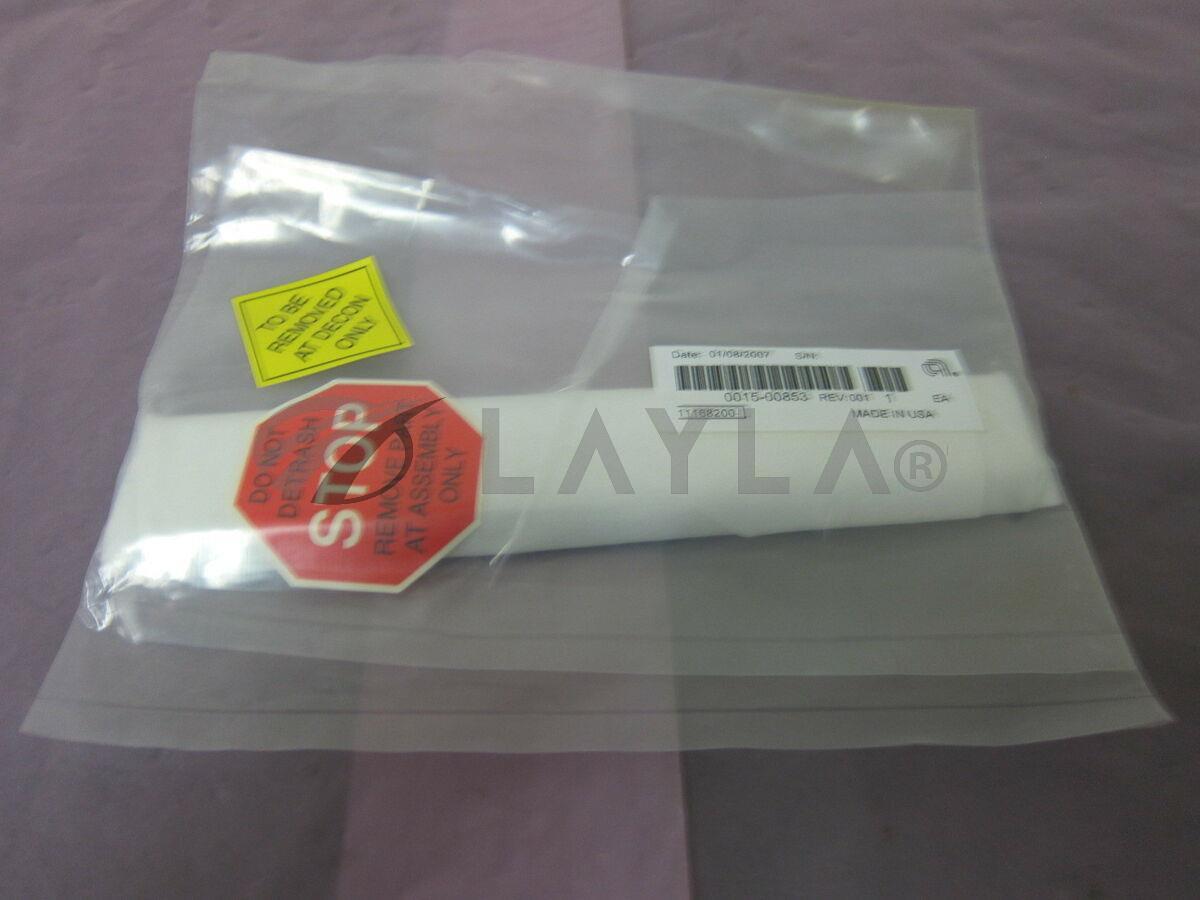 TO BE
REMOVED
AT DECON
ONLY
DO NOT
DETRASH
STOP
REMOVE PART
AT ASSEMBLY
ONLY
Date: 01/08/2007 S/N:
0015-00853 REV:001 1 EA
11168200
MADE IN USA
LAYLA®